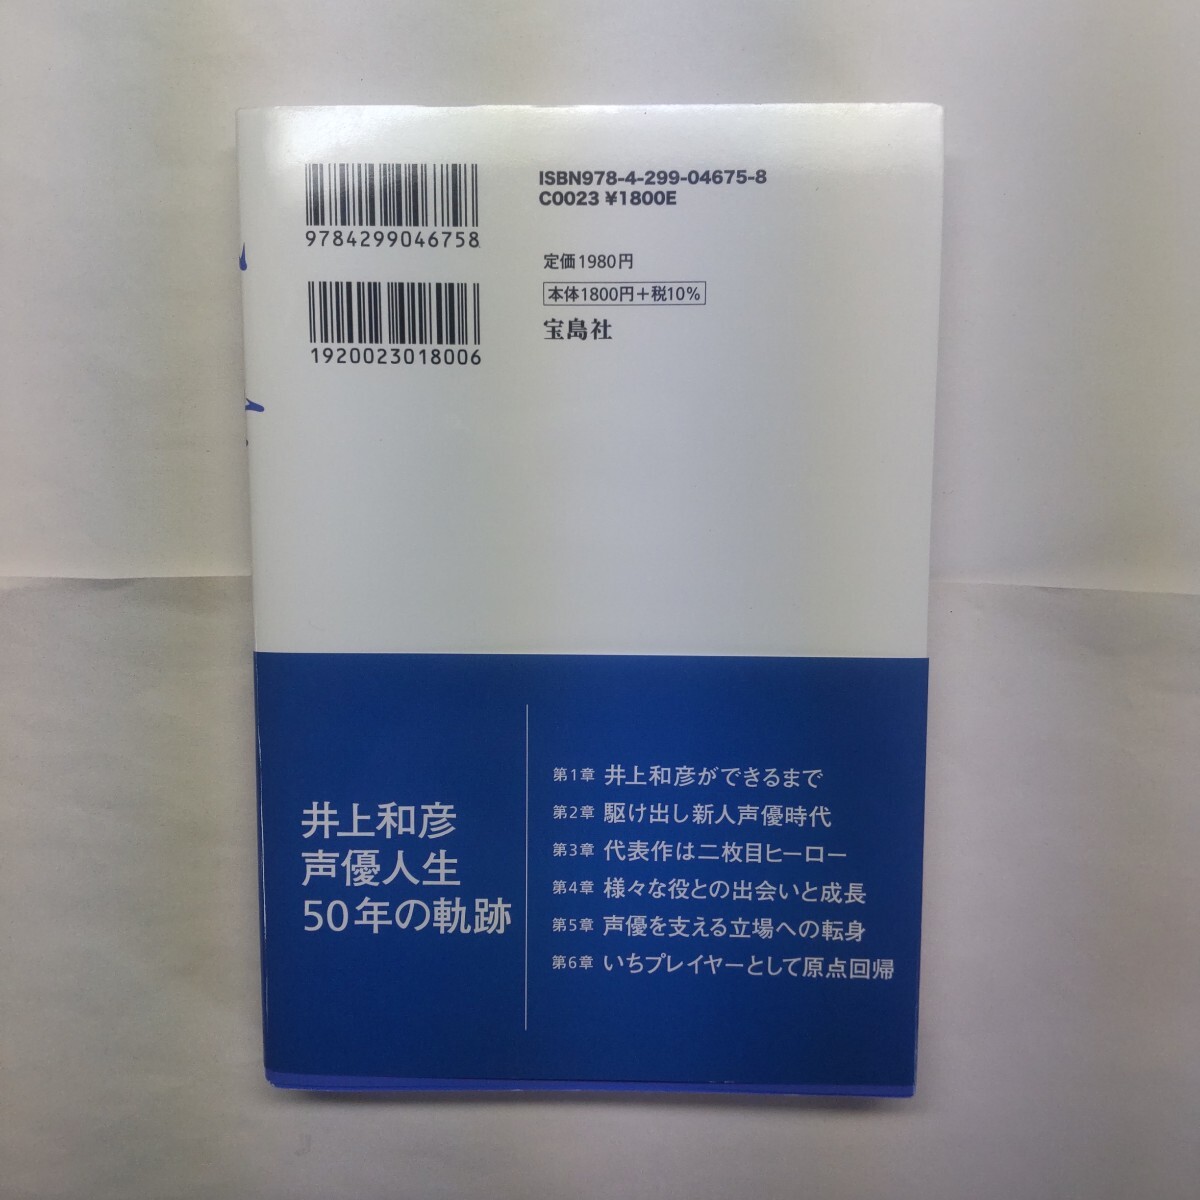 9784299046758
1920023018006
ISBN978-4-299-04675-8
C0023 ¥1800E
定価1980円
本体1800円+税10%
宝島社
井上和彦
声優人生
50年の軌跡
第1章 井上和彦ができるまで
第2章 駆け出し新人声優時代
第3章 代表作は二枚目ヒーロー
第4章 様々な役との出会いと成長
第5章 声優を支える立場への転身
第6章 いちプレイヤーとして原点回帰